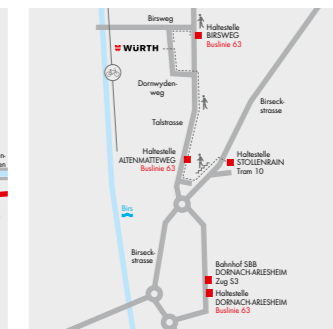 Birsweg
Haltestelle
BIRSWEG
Buslinie 63
WÜRTH
Dornwyden-
weg
Birseck-
strasse
Talstrasse
Haltestelle
ALTENMATTEWEG
Buslinie 63
Haltestelle
STOLLENRAIN
Tram 10
Birs
Birseck-
strasse
Bahnhof SBB
DORNACH-ARLESHEIM
Zug S3
Haltestelle
DORNACH-ARLESHEIM
Buslinie 63